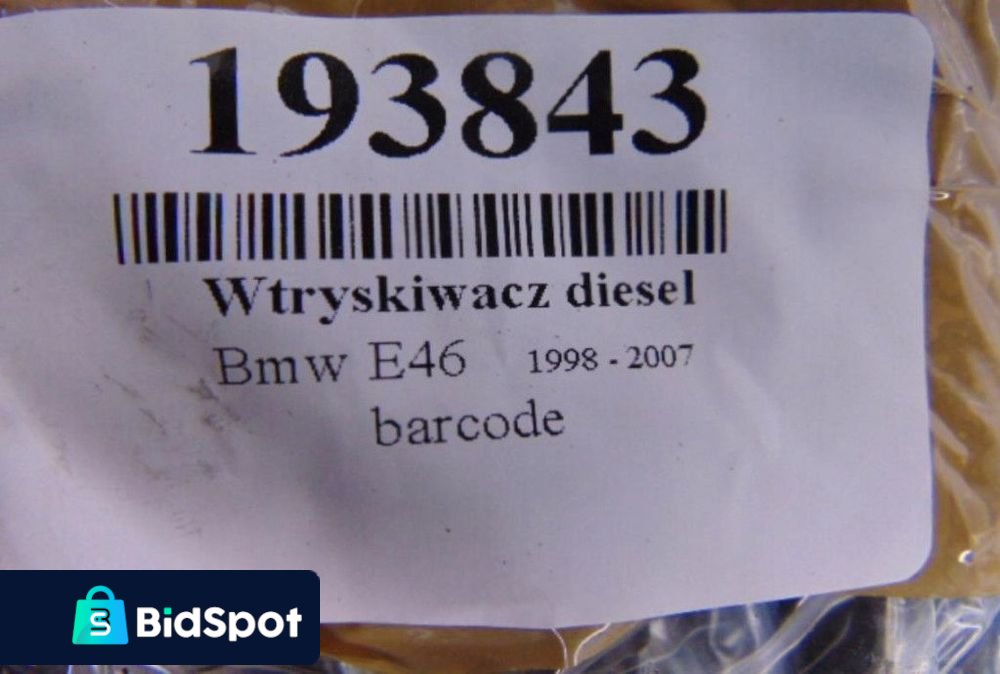 193843
Wtryskiwacz diesel
Bmw E46 1998 - 2007
barcode
BidSpot